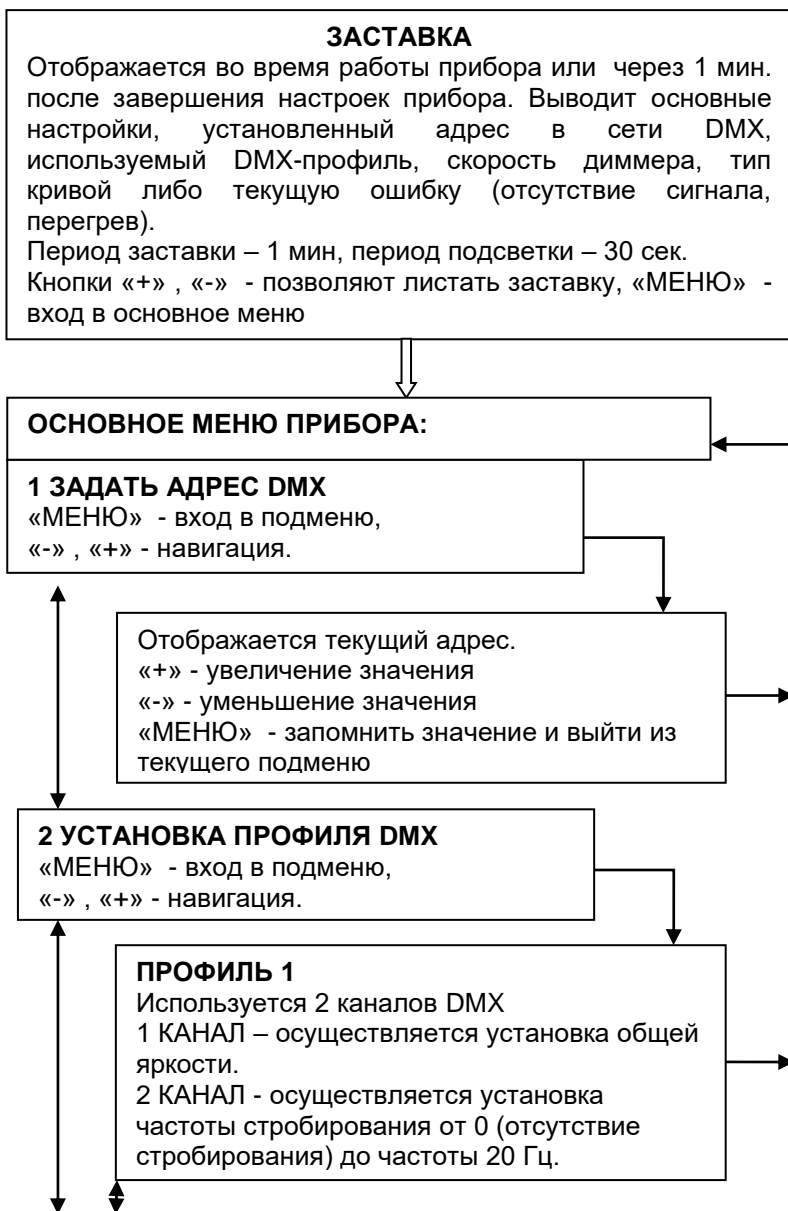 ЗАСТАВКА
Отображается во время работы прибора или через 1 мин.
после завершения настроек прибора. Выводит основные
настройки, установленный адрес в сети DMX,
используемый DMX-профиль, скорость диммера, тип
кривой либо текущую ошибку (отсутствие сигнала,
перегрев).
Период заставки – 1 мин, период подсветки – 30 сек.
Кнопки «+» , «-» - позволяют листать заставку, «МЕНЮ» -
вход в основное меню
ОСНОВНОЕ МЕНЮ ПРИБОРА:
1 ЗАДАТЬ АДРЕС DMX
«МЕНЮ» - вход в подменю,
«-» , «+» - навигация.
Отображается текущий адрес.
«+» - увеличение значения
«-» - уменьшение значения
«МЕНЮ» - запомнить значение и выйти из
текущего подменю
2 УСТАНОВКА ПРОФИЛЯ DMX
«МЕНЮ» - вход в подменю,
«-» , «+» - навигация.
ПРОФИЛЬ 1
Используется 2 каналов DMX
1 КАНАЛ – осуществляется установка общей
яркости.
2 КАНАЛ - осуществляется установка
частоты стробирования от 0 (отсутствие
стробирования) до частоты 20 Гц.